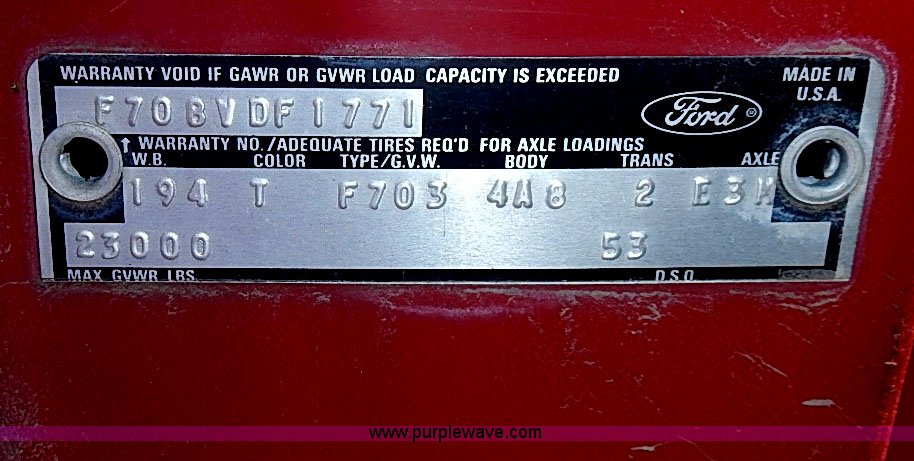 WARRANTY VOID IF GAWR OR GVWR LOAD CAPACITY IS EXCEEDED
MADE IN U.S.A.
F70BVDF1771
Ford ®
↑ WARRANTY NO./ADEQUATE TIRES REQ'D FOR AXLE LOADINGS
W.B. COLOR TYPE/G.V.W. BODY TRANS AXLE
194 T F703 4A8 2 E3H
23000 53
MAX. GVWR LBS. D.S.O.
www.purplewave.com